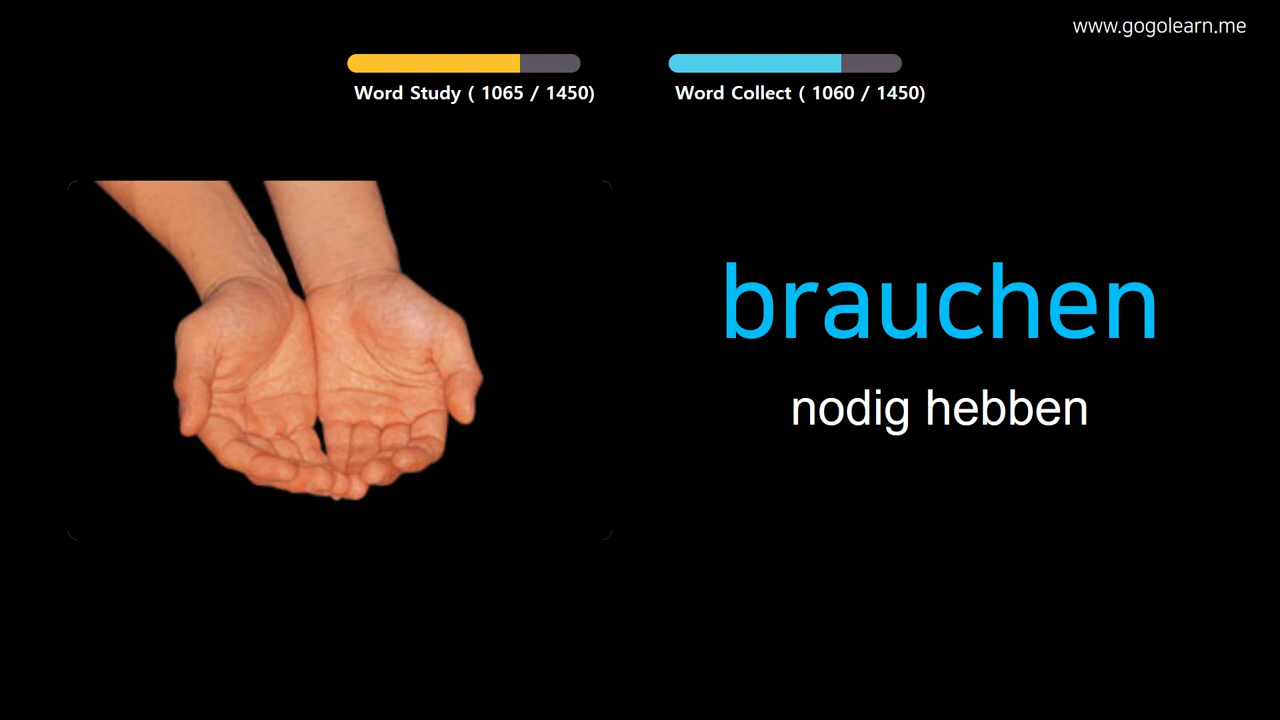 www.gogolearn.me
Word Study ( 1065 / 1450)
Word Collect ( 1060 / 1450)
brauchen
nodig hebben